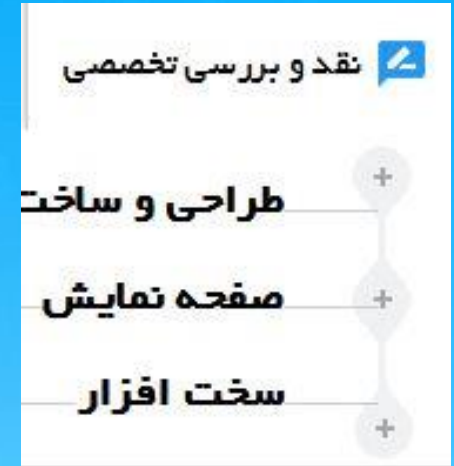 نقد و بررسی تخصصی
طراحی و ساخت
صفحه نمایش
سخت افزار